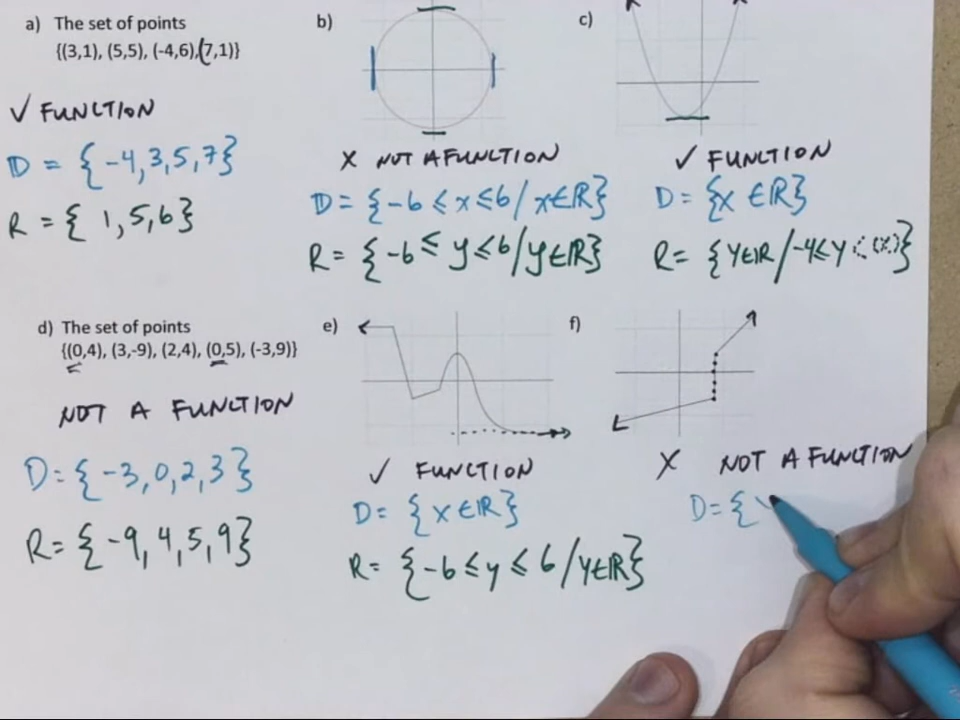 a) The set of points
{(3,1), (5,5), (-4,6),(7,1)}
✓ FUNCTION
D = {-4,3,5,7}
R = { 1,5,6}
b)
X NOT A FUNCTION
D= {-6 ≤ x ≤6/ x∈ℝ}
R= {-6 ≤ y ≤6/y∈ℝ}
c)
✓ FUNCTION
D= {x ∈ℝ}
R= {y∈ℝ/-4≤y
d) The set of points
{(0,4), (3,-9), (2,4), (0,5), (-3,9)}
NOT A FUNCTION
D={-3,0,2,3}
R={-9,4,5,9}
e)
✓ FUNCTION
D= {x∈ℝ}
R= {-6≤y≤ 6/y∈ℝ}
f)
X NOT A FUNCTION
D={